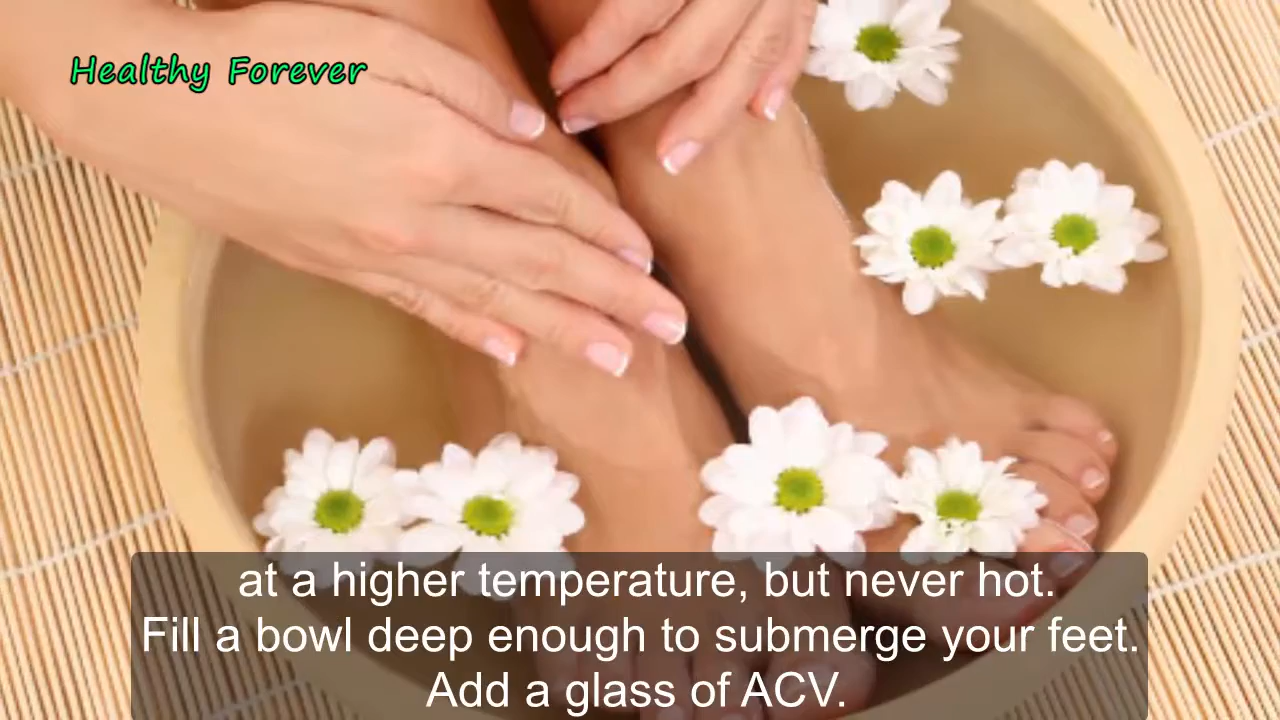 Healthy Forever
at a higher temperature, but never hot.
Fill a bowl deep enough to submerge your feet.
Add a glass of ACV.